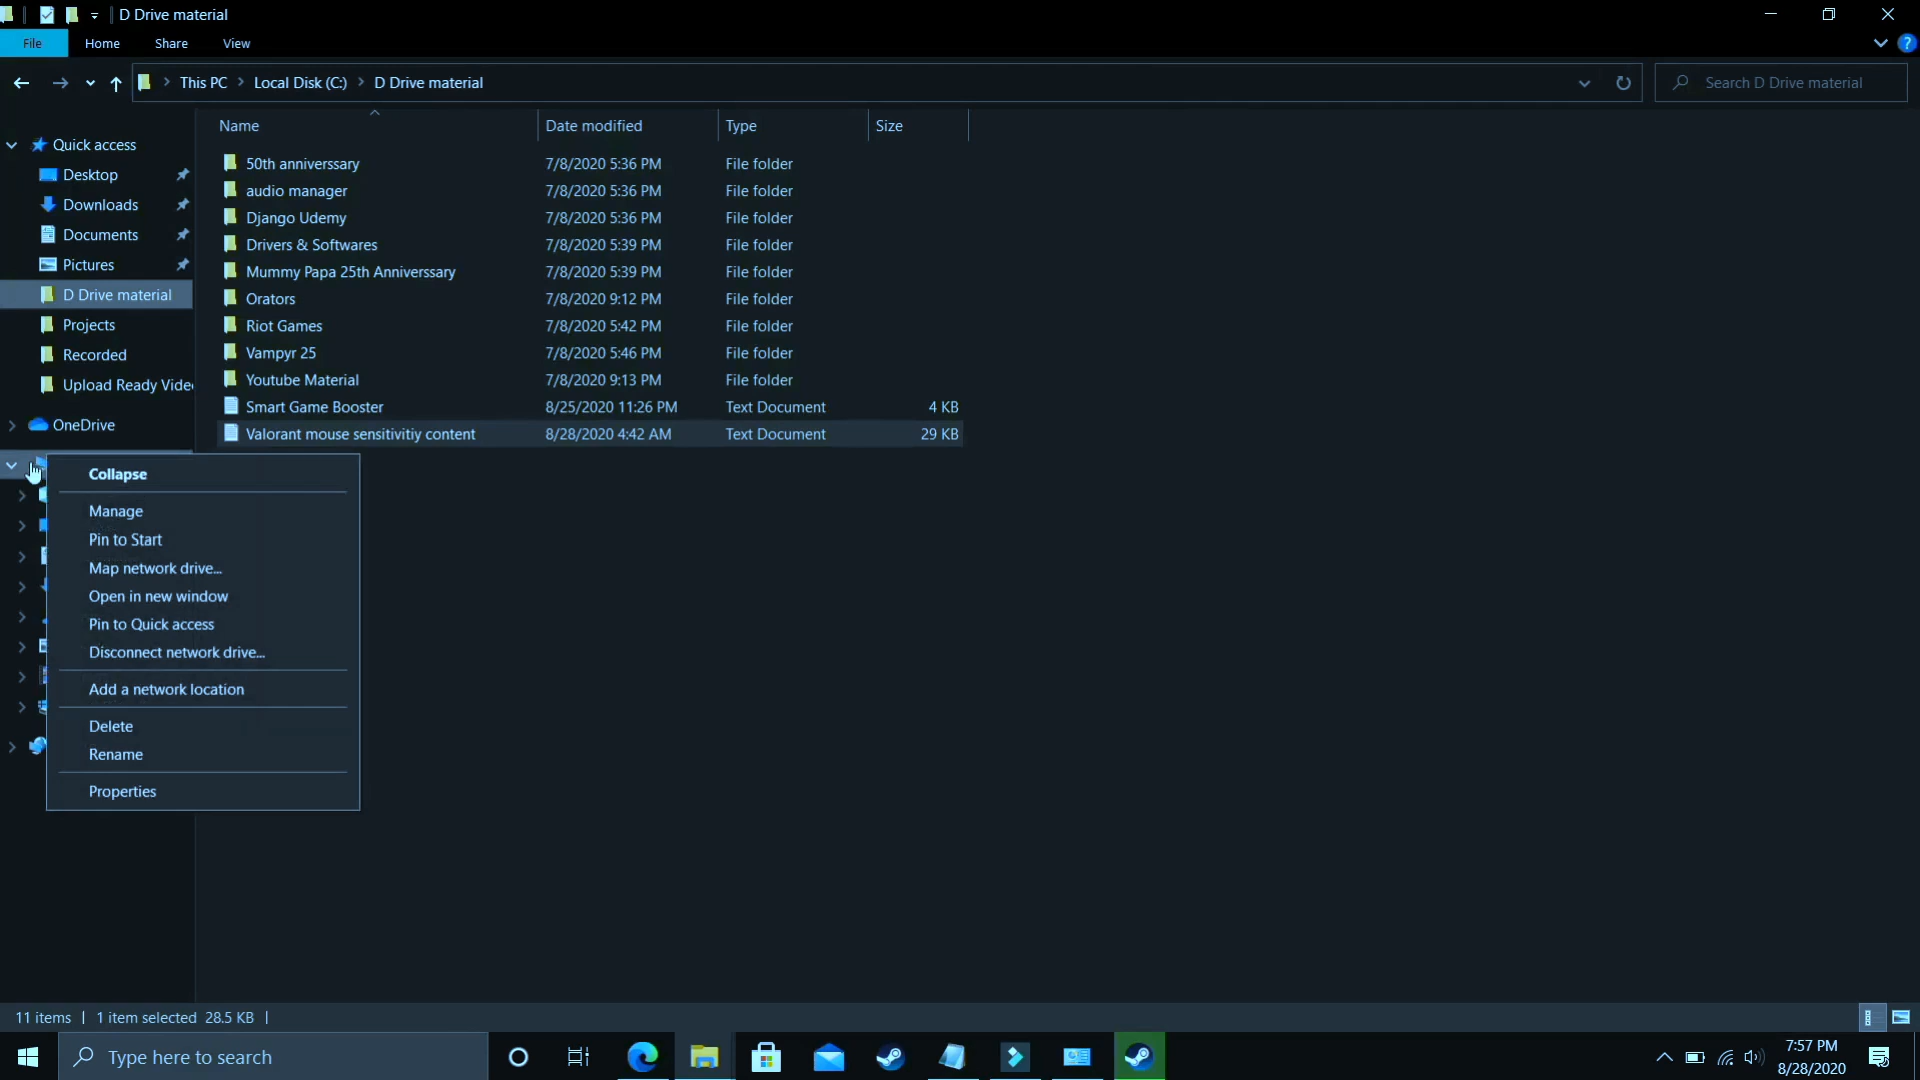 D Drive material
File
Home
Share
View
?
This PC
Local Disk (C:)
D Drive material
Search D Drive material
Name
Date modified
Type
Size
Quick access
Desktop
Downloads
Documents
Pictures
D Drive material
Projects
Recorded
Upload Ready Vide
OneDrive
50th anniverssary 7/8/2020 5:36 PM File folder
audio manager 7/8/2020 5:36 PM File folder
Django Udemy 7/8/2020 5:36 PM File folder
Drivers & Softwares 7/8/2020 5:39 PM File folder
Mummy Papa 25th Anniverssary 7/8/2020 5:39 PM File folder
Orators 7/8/2020 9:12 PM File folder
Riot Games 7/8/2020 5:42 PM File folder
Vampyr 25 7/8/2020 5:46 PM File folder
Youtube Material 7/8/2020 9:13 PM File folder
Smart Game Booster 8/25/2020 11:26 PM Text Document 4 KB
Valorant mouse sensitivitiy content 8/28/2020 4:42 AM Text Document 29 KB
Collapse
Manage
Pin to Start
Map network drive...
Open in new window
Pin to Quick access
Disconnect network drive...
Add a network location
Delete
Rename
Properties
11 items
1 item selected 28.5 KB
Type here to search
7:57 PM
8/28/2020